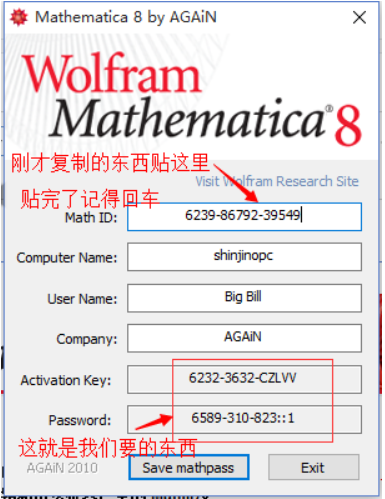 Mathematica 8 by AGAiN
Wolfram
Mathematica® 8
刚才复制的东西贴这里
Visit Wolfram Research Site
贴完了记得回车
Math ID: 6239-86792-39549
Computer Name: shinjinopc
User Name: Big Bill
Company: AGAiN
Activation Key: 6232-3632-CZLVV
Password: 6589-310-823::1
这就是我们要的东西
AGAiN 2010 Save mathpass Exit